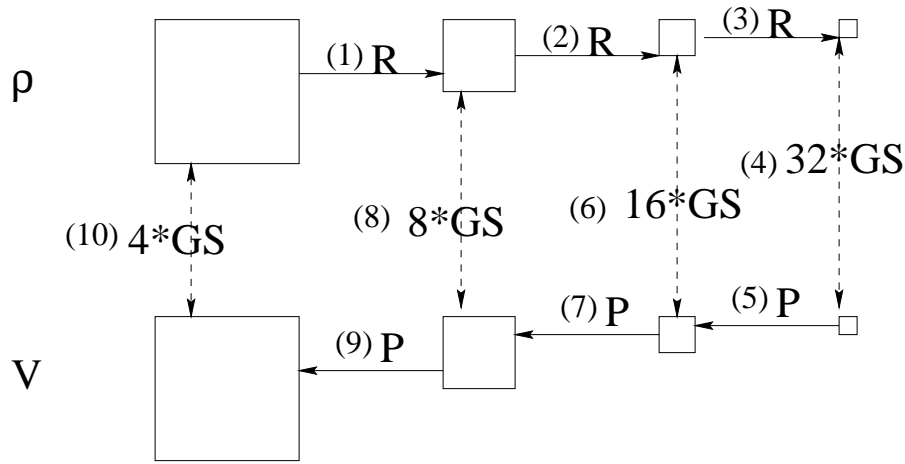 ρ
(1) R
(2) R
(3) R
(10) 4*GS
(8) 8*GS
(6) 16*GS
(4) 32*GS
V
(9) P
(7) P
(5) P